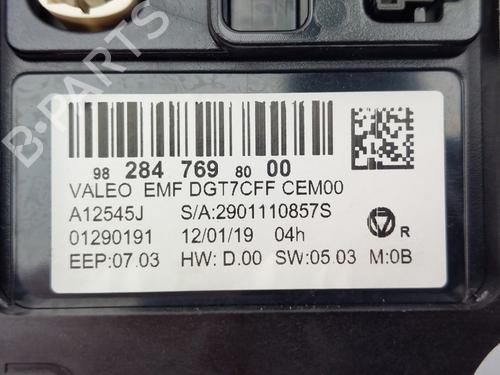 B-PARTS
98 284 769 80 00
VALEO EMF DGT7CFF CEM00
A12545J S/A:2901110857S
01290191 12/01/19 04h
R
EEP:07.03 HW: D.00 SW:05.03 M:0B